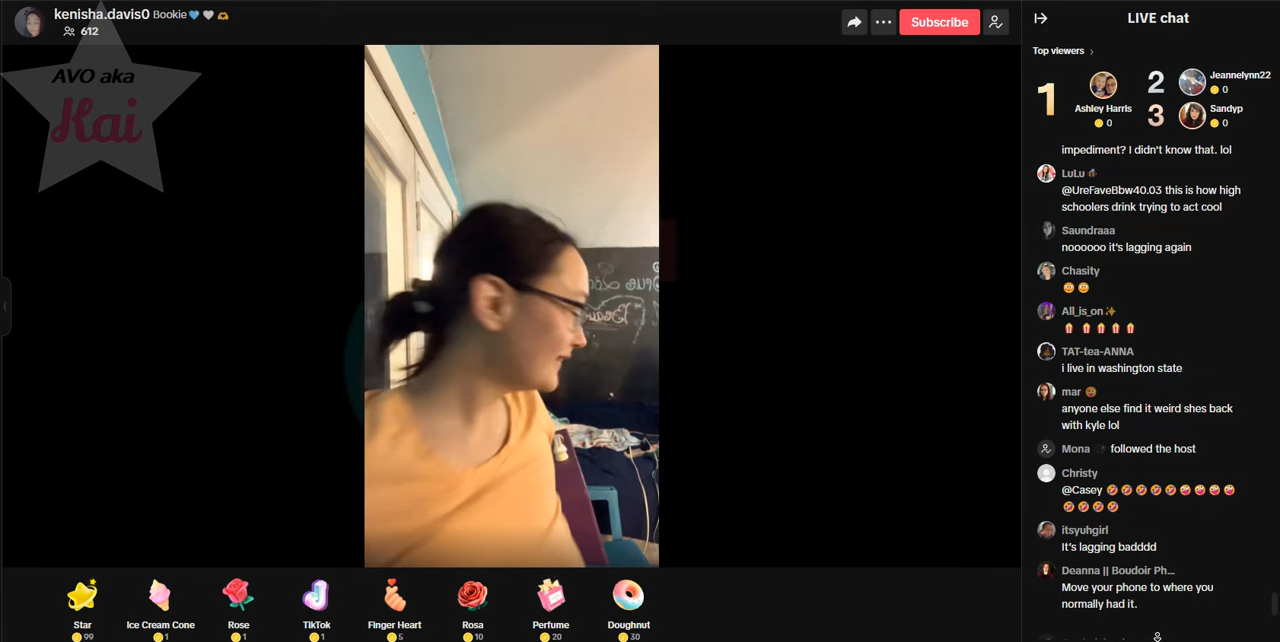 kenisha.davis0 Bookie💙🤍🫶
612
Subscribe
AVO aka
Kai
Star
99
Ice Cream Cone
1
Rose
1
TikTok
1
Finger Heart
5
Rosa
10
Perfume
20
Doughnut
30
LIVE chat
Top viewers
1
Ashley Harris
0
2
Jeannelynn22
0
3
Sandyp
0
impediment? I didn't know that. lol
LuLu
@UreFaveBbw40.03 this is how high
schoolers drink trying to act cool
Saundraaa
noooooo it's lagging again
Chasity
All_is_on✨
TAT-tea-ANNA
i live in washington state
mar
anyone else find it weird shes back
with kyle lol
Mona followed the host
Christy
@Casey 🤣🤣🤣🤣🤣🤪🤪🤪🤪
🤣🤣🤣🤣
itsyuhgirl
It's lagging badddd
Deanna || Boudoir Ph...
Move your phone to where you
normally had it.